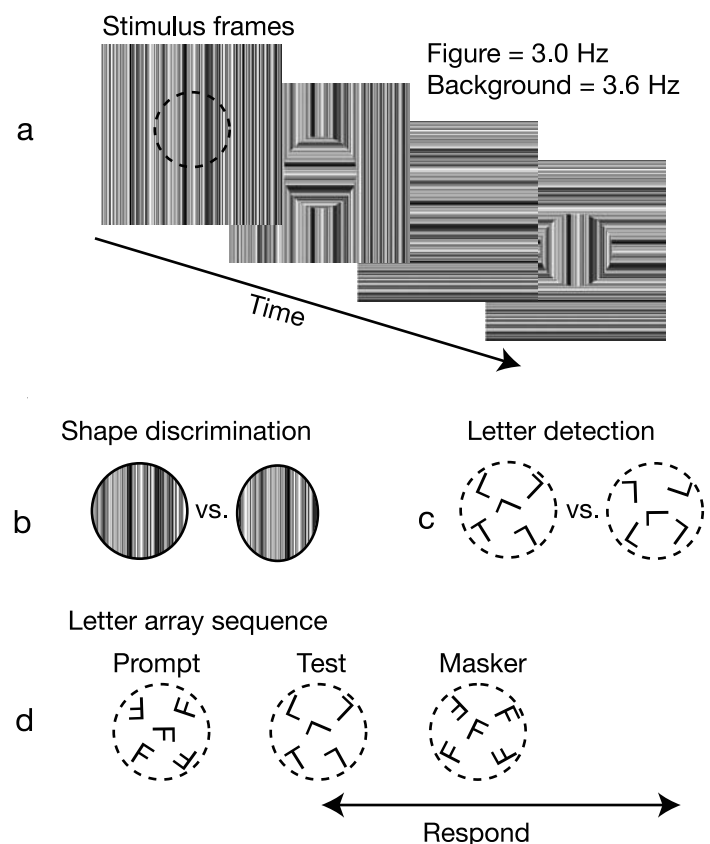 Stimulus frames
Figure = 3.0 Hz
Background = 3.6 Hz
a
Time
Shape discrimination
Letter detection
b
vs.
c
vs.
Letter array sequence
Prompt
Test
Masker
d
Respond